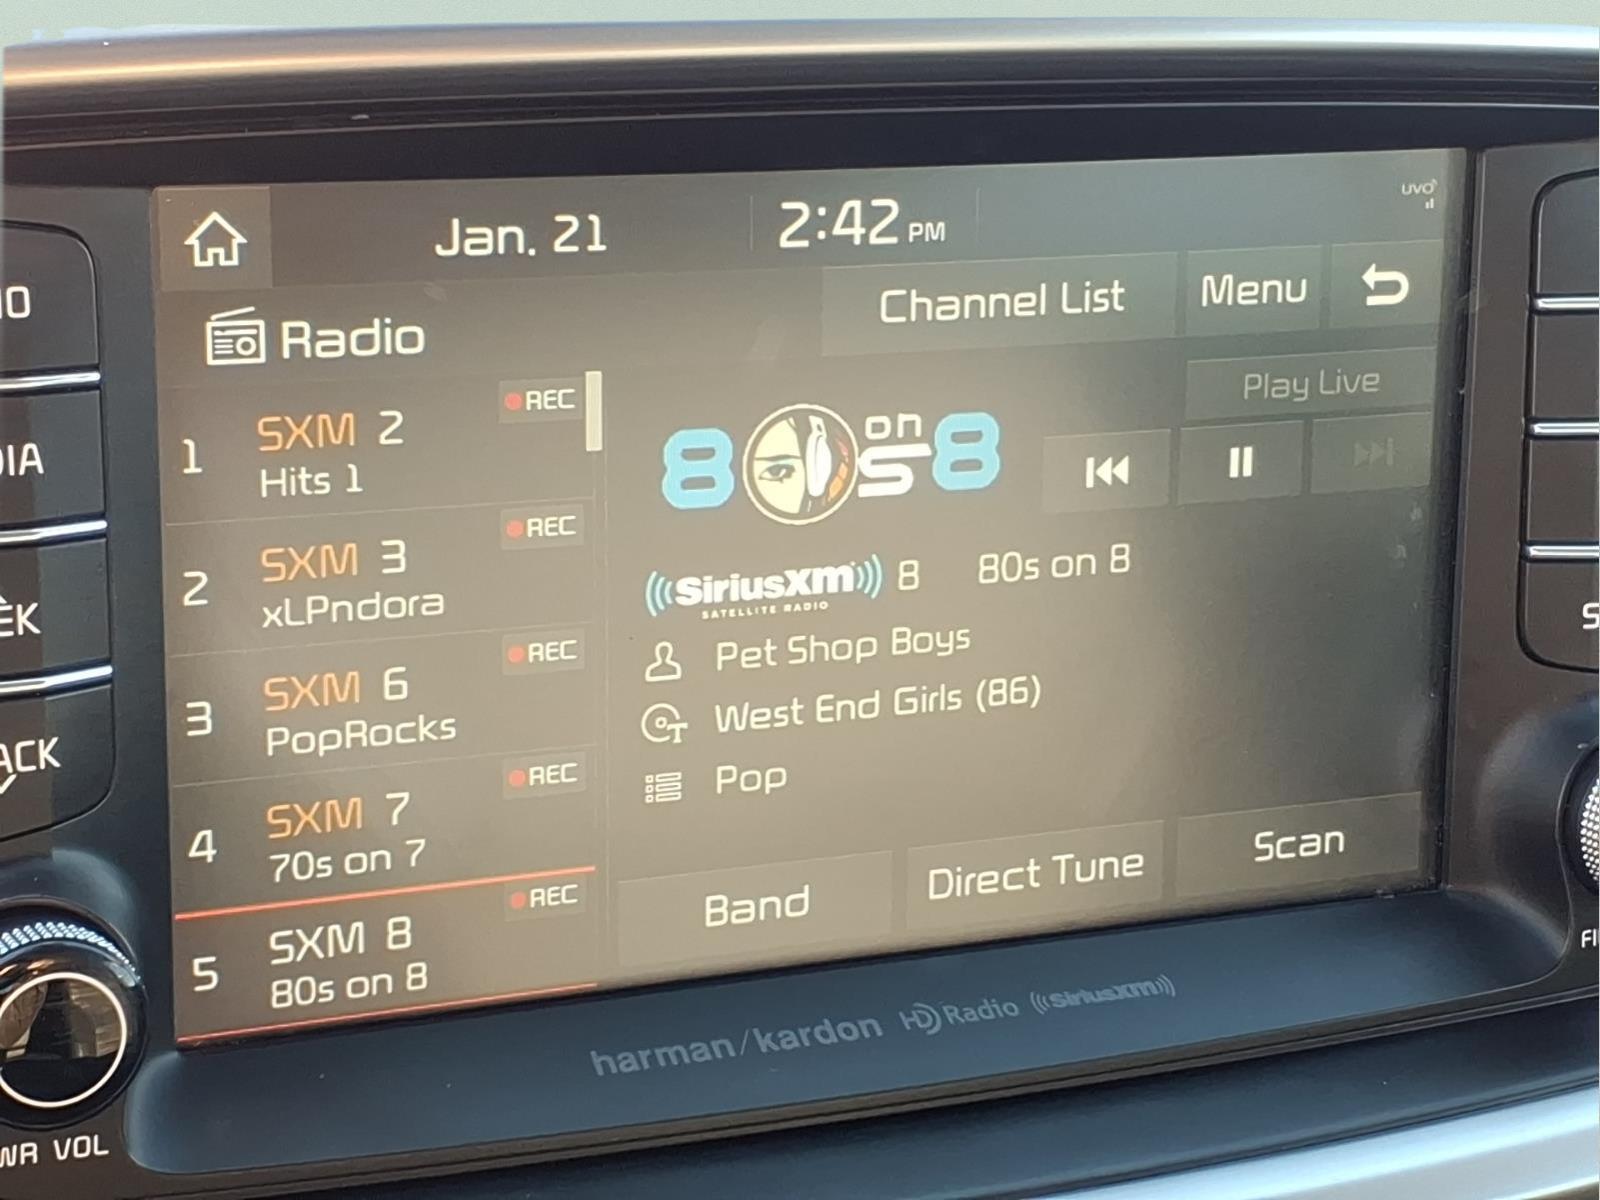 Jan. 21
2:42 PM
uvo
Radio
Channel List
Menu
Play Live
1
SXM 2
REC
Hits 1
2
SXM 3
REC
xLPndora
3
SXM 6
REC
PopRocks
4
SXM 7
REC
70s on 7
5
SXM 8
REC
80s on 8
80s on 8
SiriusXM 8 80s on 8
SATELLITE RADIO
Pet Shop Boys
West End Girls (86)
Pop
Band
Direct Tune
Scan
harman/kardon HD Radio SiriusXM
VOL